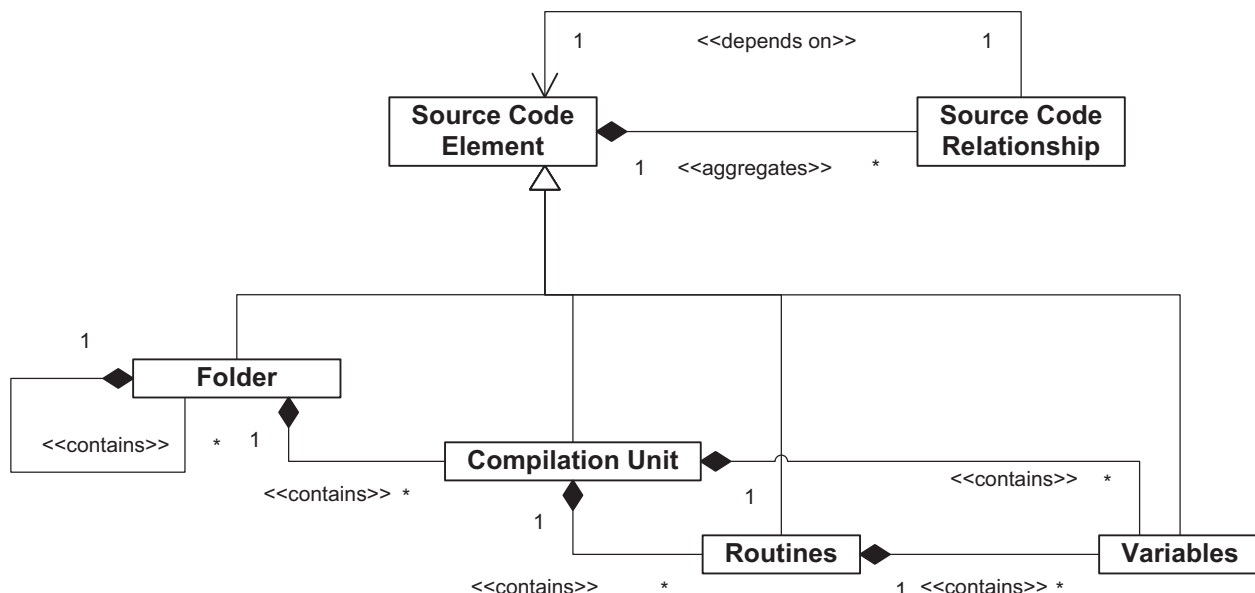 1 <<depends on>> 1
Source Code
Element
Source Code
Relationship
1 <<aggregates>> *
1
Folder
<<contains>> * 1
Compilation Unit
<<contains>> *
1
<<contains>> *
1
Routines
Variables
<<contains>> *
1 <<contains>> *